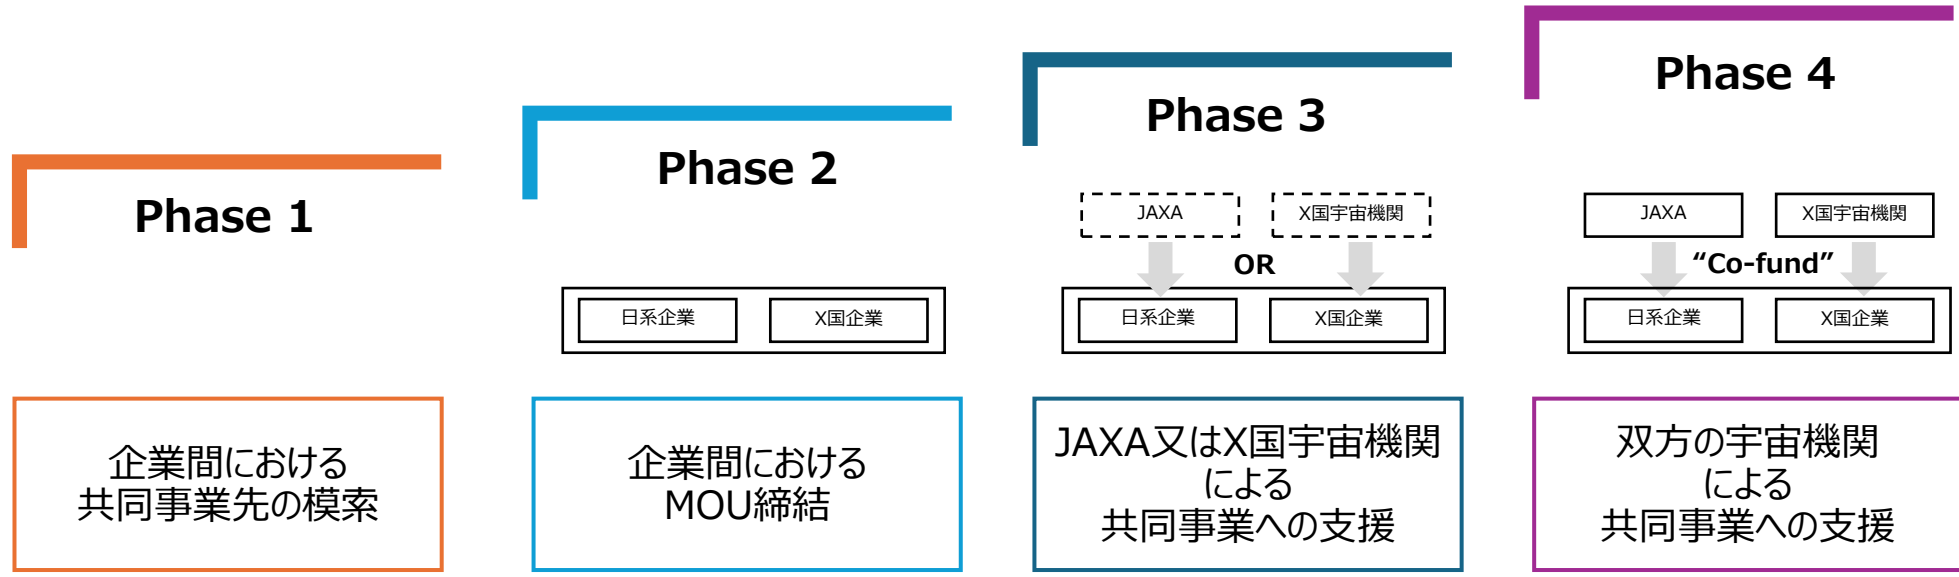 Phase 1
企業間における
共同事業先の模索
Phase 2
日系企業
X国企業
企業間における
MOU締結
Phase 3
JAXA
X国宇宙機関
OR
日系企業
X国企業
JAXA又はX国宇宙機関
による
共同事業への支援
Phase 4
JAXA
X国宇宙機関
“Co-fund”
日系企業
X国企業
双方の宇宙機関
による
共同事業への支援